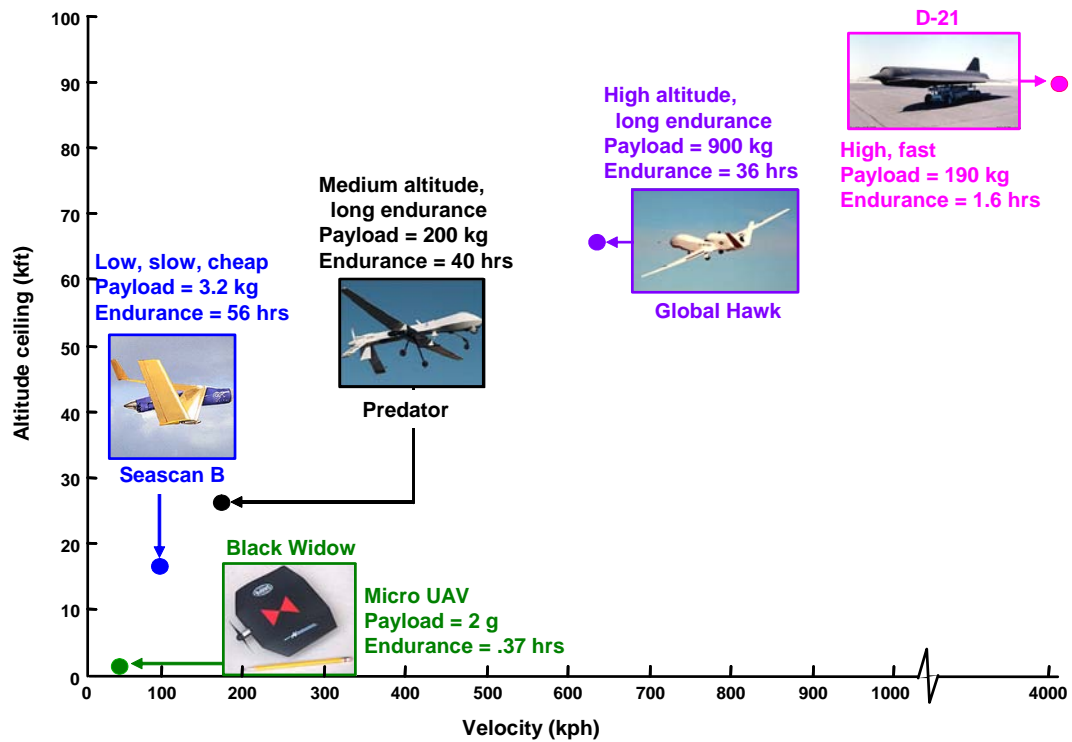 D-21
High, fast
Payload = 190 kg
Endurance = 1.6 hrs
High altitude,
long endurance
Payload = 900 kg
Endurance = 36 hrs
Global Hawk
Medium altitude,
long endurance
Payload = 200 kg
Endurance = 40 hrs
Predator
Low, slow, cheap
Payload = 3.2 kg
Endurance = 56 hrs
Seascan B
Black Widow
Micro UAV
Payload = 2 g
Endurance = .37 hrs
Altitude ceiling (kft)
100
90
80
70
60
50
40
30
20
10
0
0 100 200 300 400 500 600 700 800 900 1000 4000
Velocity (kph)